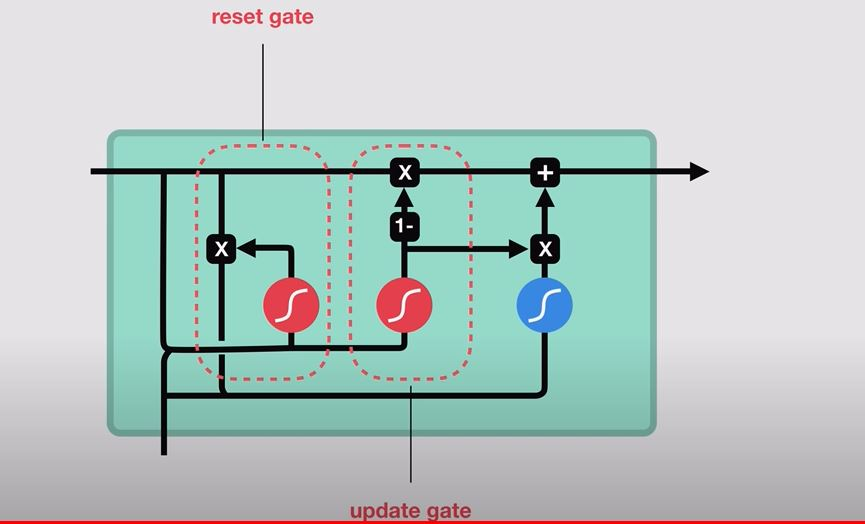 reset gate
X
+
1-
X
X
update gate